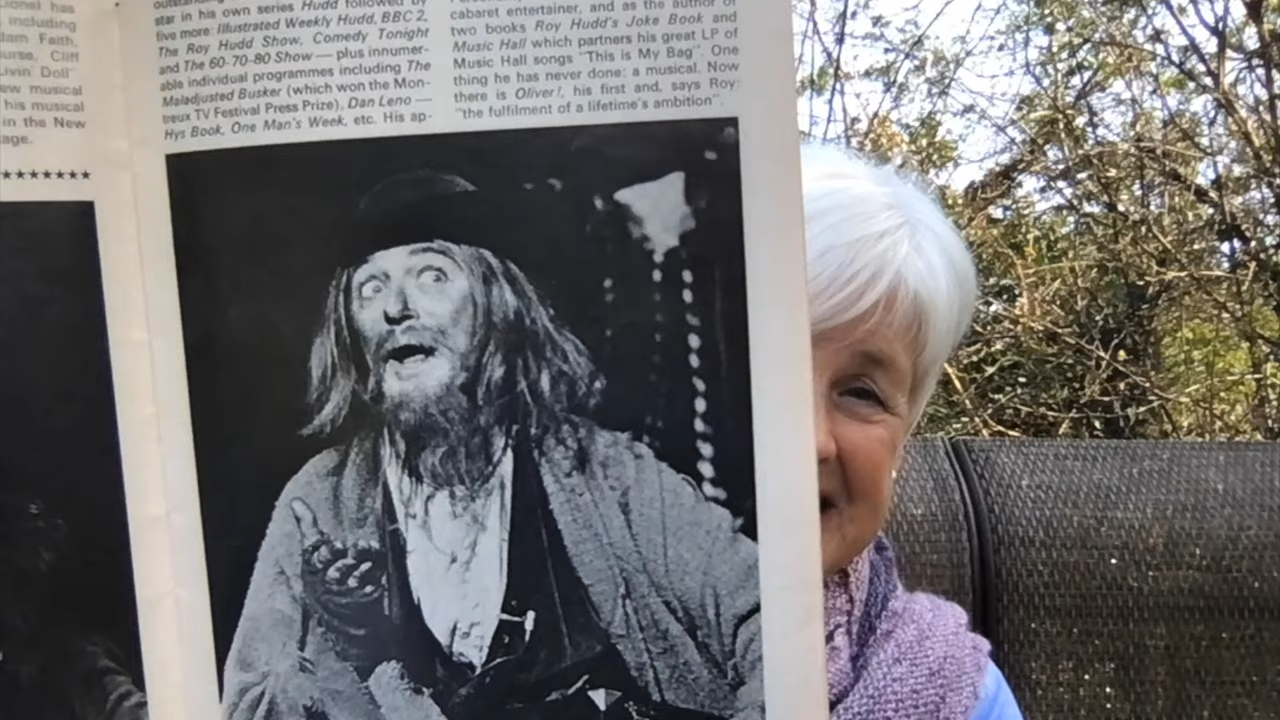 ionel has
including
dam Faith,
urse, Cliff
Livin' Doll"
ew musical
his musical
in the New
age.
★★★★★★★
star in his own series Hudd followed by
five more: Illustrated Weekly Hudd, BBC 2,
The Roy Hudd Show, Comedy Tonight
and The 60-70-80 Show — plus innumer-
able individual programmes including The
Maladjusted Busker (which won the Mon-
treux TV Festival Press Prize), Dan Leno —
Hys Book, One Man's Week, etc. His ap-
cabaret entertainer, and as the author of
two books Roy Hudd's Joke Book and
Music Hall which partners his great LP of
Music Hall songs "This is My Bag". One
thing he has never done: a musical. Now
there is Oliver!, his first and, says Roy:
"the fulfilment of a lifetime's ambition".